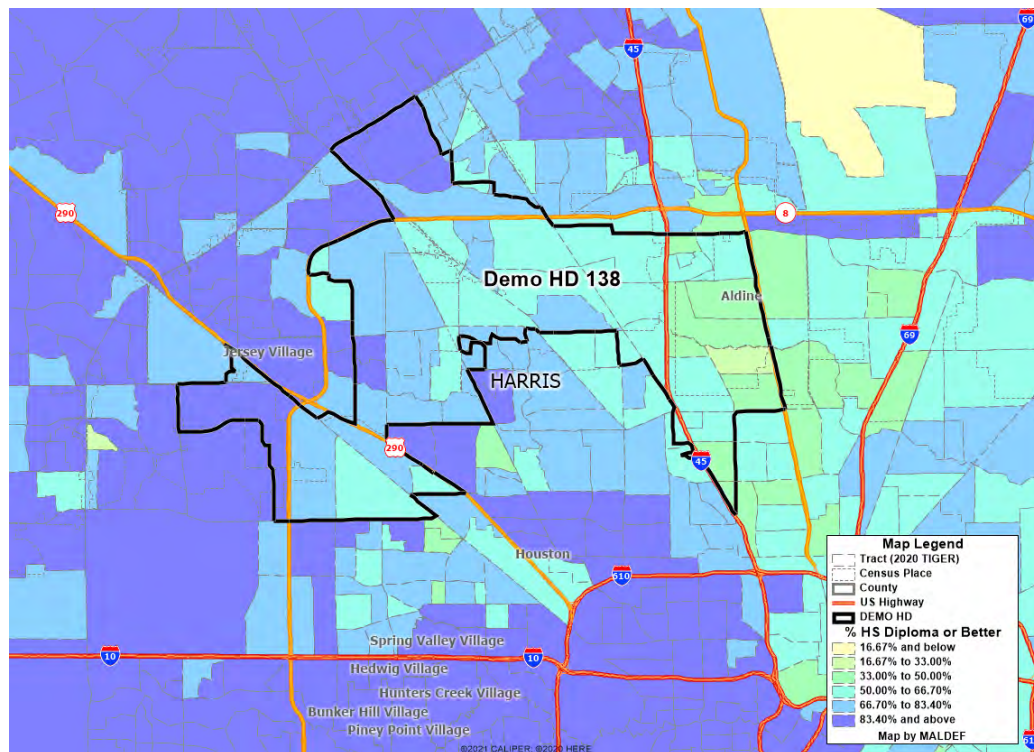 45
69
290
8
Demo HD 138
Aldine
69
Jersey Village
HARRIS
290
45
Houston
610
Spring Valley Village
10
10
Hedwig Village
Hunters Creek Village
Bunker Hill Village
Piney Point Village
Map Legend
Tract (2020 TIGER)
Census Place
County
US Highway
DEMO HD
% HS Diploma or Better
16.67% and below
16.67% to 33.00%
33.00% to 50.00%
50.00% to 66.70%
66.70% to 83.40%
83.40% and above
Map by MALDEF
©2021 CALIPER; ©2020 HERE